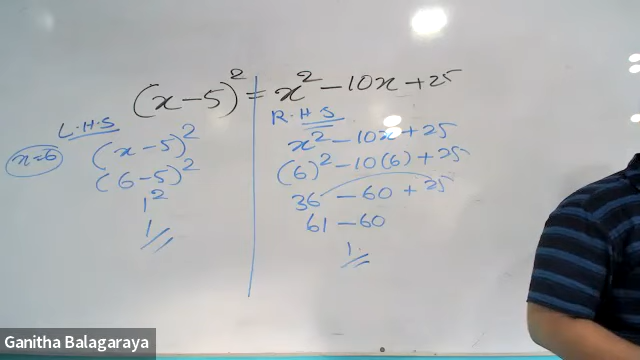 (x-5)² = x² - 10x + 25
L.H.S
x=6
(x-5)²
(6-5)²
1²
1
R.H.S
x² - 10x + 25
(6)² - 10(6) + 25
36 - 60 + 25
61 - 60
1
Ganitha Balagaraya